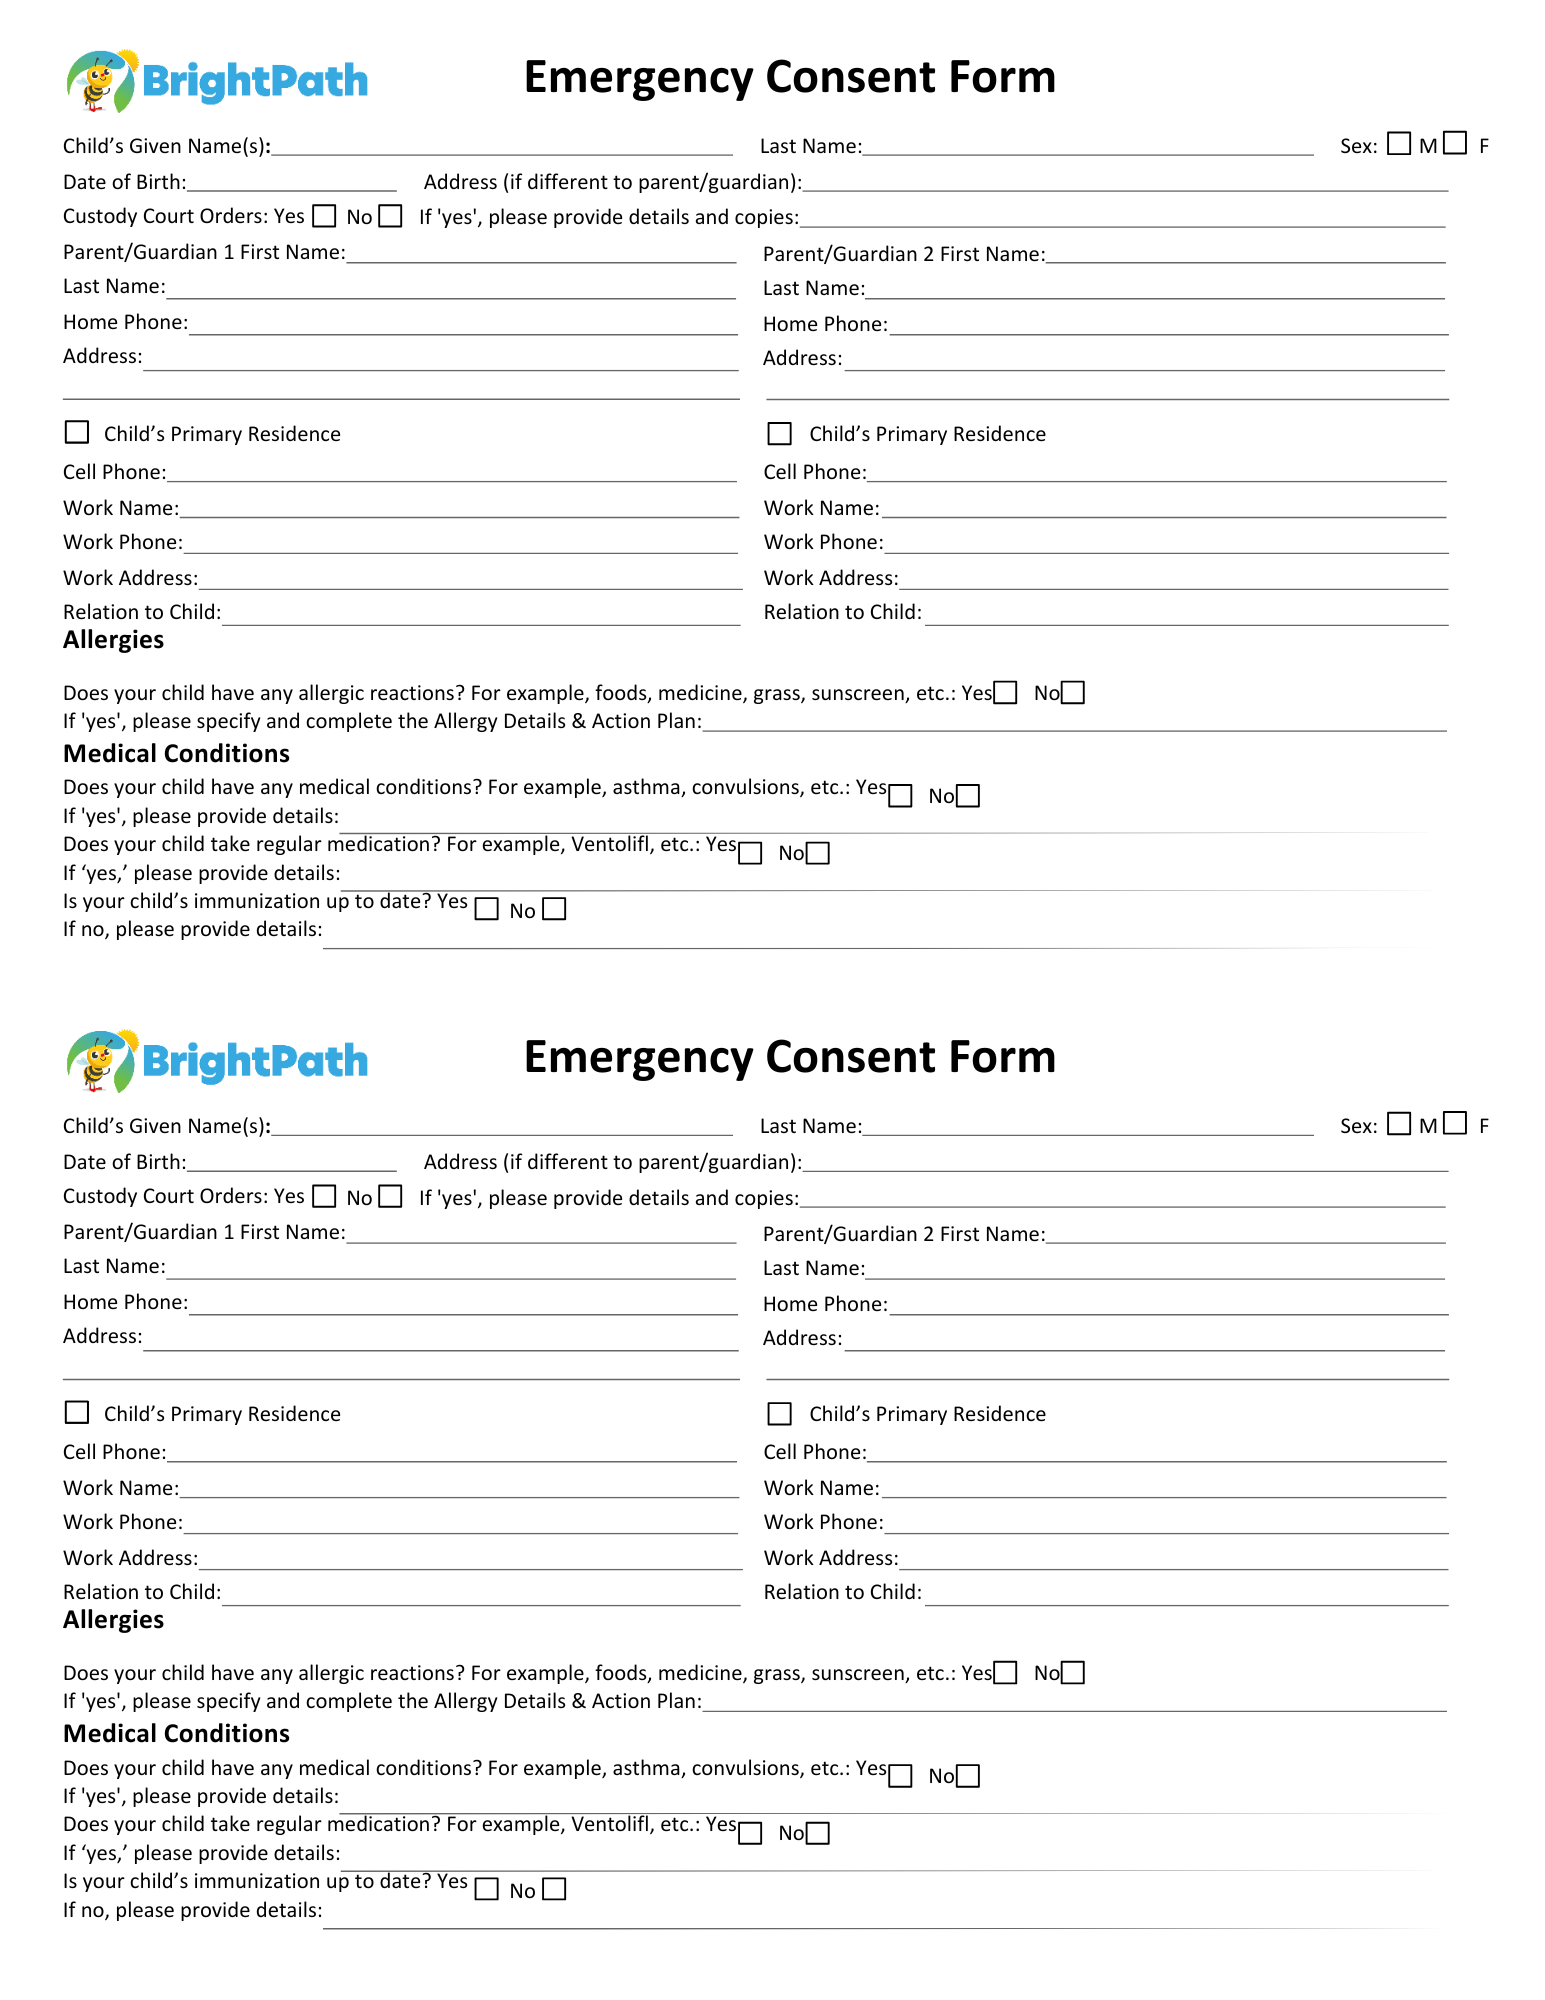 BrightPath Emergency Consent Form
Child’s Given Name(s): Last Name: Sex: M F
Date of Birth: Address (if different to parent/guardian):
Custody Court Orders: Yes No If 'yes', please provide details and copies:
Parent/Guardian 1 First Name: Parent/Guardian 2 First Name:
Last Name: Last Name:
Home Phone: Home Phone:
Address: Address:
Child’s Primary Residence Child’s Primary Residence
Cell Phone: Cell Phone:
Work Name: Work Name:
Work Phone: Work Phone:
Work Address: Work Address:
Relation to Child: Relation to Child:
Allergies
Does your child have any allergic reactions? For example, foods, medicine, grass, sunscreen, etc.: Yes No
If 'yes', please specify and complete the Allergy Details & Action Plan:
Medical Conditions
Does your child have any medical conditions? For example, asthma, convulsions, etc.: Yes No
If 'yes', please provide details:
Does your child take regular medication? For example, Ventolifl, etc.: Yes No
If ‘yes,’ please provide details:
Is your child’s immunization up to date? Yes No
If no, please provide details:
BrightPath Emergency Consent Form
Child’s Given Name(s): Last Name: Sex: M F
Date of Birth: Address (if different to parent/guardian):
Custody Court Orders: Yes No If 'yes', please provide details and copies:
Parent/Guardian 1 First Name: Parent/Guardian 2 First Name:
Last Name: Last Name:
Home Phone: Home Phone:
Address: Address:
Child’s Primary Residence Child’s Primary Residence
Cell Phone: Cell Phone:
Work Name: Work Name:
Work Phone: Work Phone:
Work Address: Work Address:
Relation to Child: Relation to Child:
Allergies
Does your child have any allergic reactions? For example, foods, medicine, grass, sunscreen, etc.: Yes No
If 'yes', please specify and complete the Allergy Details & Action Plan:
Medical Conditions
Does your child have any medical conditions? For example, asthma, convulsions, etc.: Yes No
If 'yes', please provide details:
Does your child take regular medication? For example, Ventolifl, etc.: Yes No
If ‘yes,’ please provide details:
Is your child’s immunization up to date? Yes No
If no, please provide details: